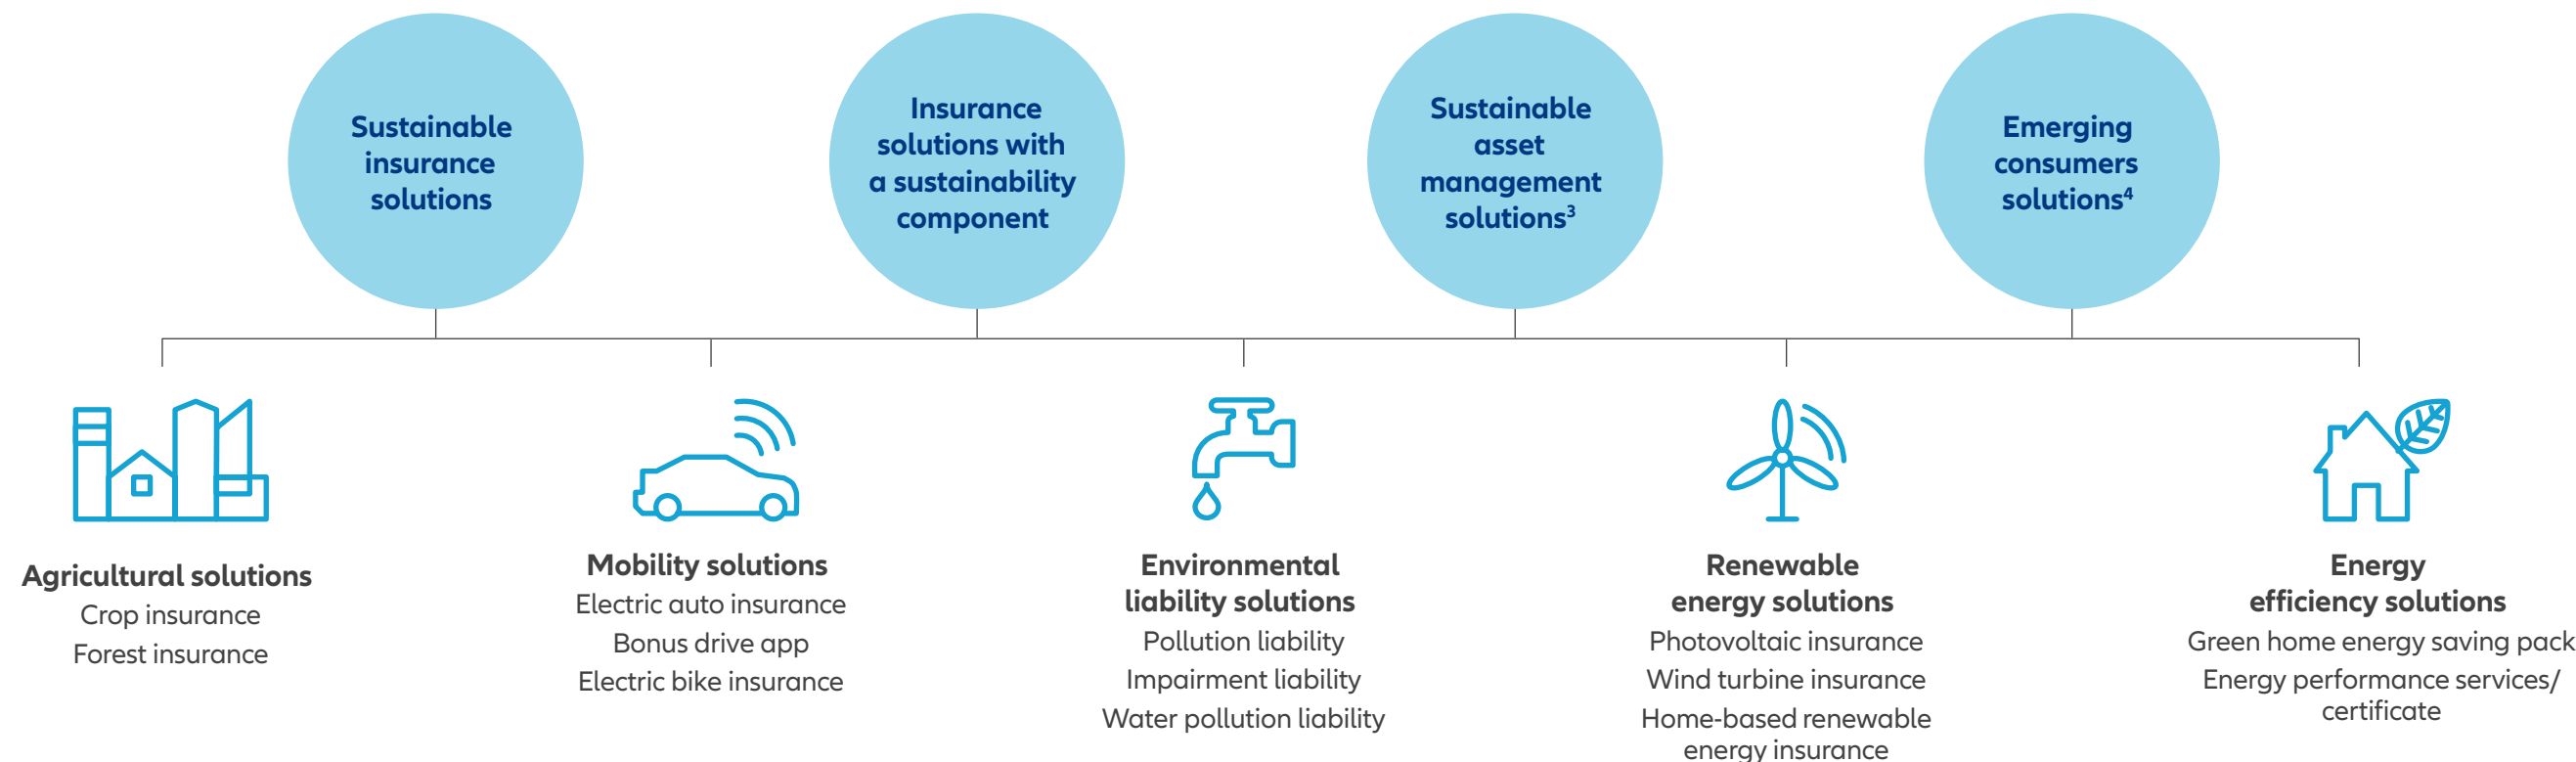 Sustainable
insurance
solutions
Insurance
solutions with
a sustainability
component
Sustainable
asset
management
solutions³
Emerging
consumers
solutions⁴
Agricultural solutions
Crop insurance
Forest insurance
Mobility solutions
Electric auto insurance
Bonus drive app
Electric bike insurance
Environmental
liability solutions
Pollution liability
Impairment liability
Water pollution liability
Renewable
energy solutions
Photovoltaic insurance
Wind turbine insurance
Home-based renewable
energy insurance
Energy
efficiency solutions
Green home energy saving pack
Energy performance services/
certificate